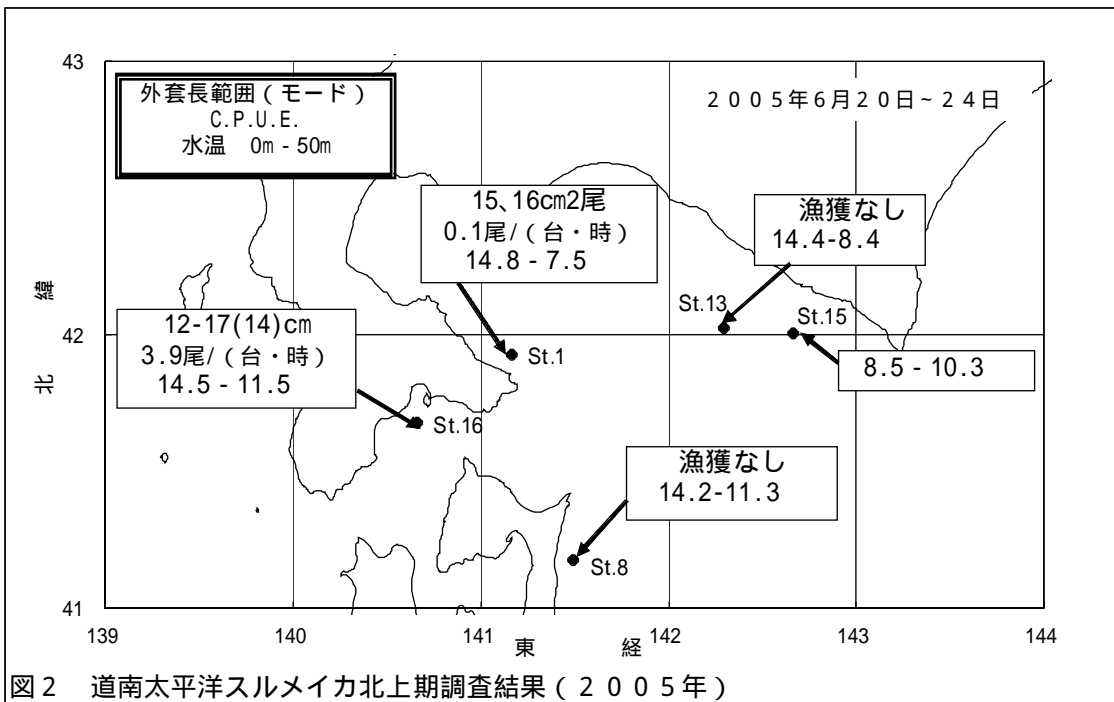 43
外套長範囲(モード)
C.P.U.E.
水温 0m - 50m
2005年6月20日~24日
15、16cm2尾
0.1尾/(台・時)
14.8 - 7.5
漁獲なし
14.4-8.4
北緯
12-17(14)cm
3.9尾/(台・時)
14.5 - 11.5
St.13
St.15
42
St.1
8.5 - 10.3
St.16
漁獲なし
14.2-11.3
St.8
41
139
140
141
142
143
144
東経
図2 道南太平洋スルメイカ北上期調査結果(2005年)